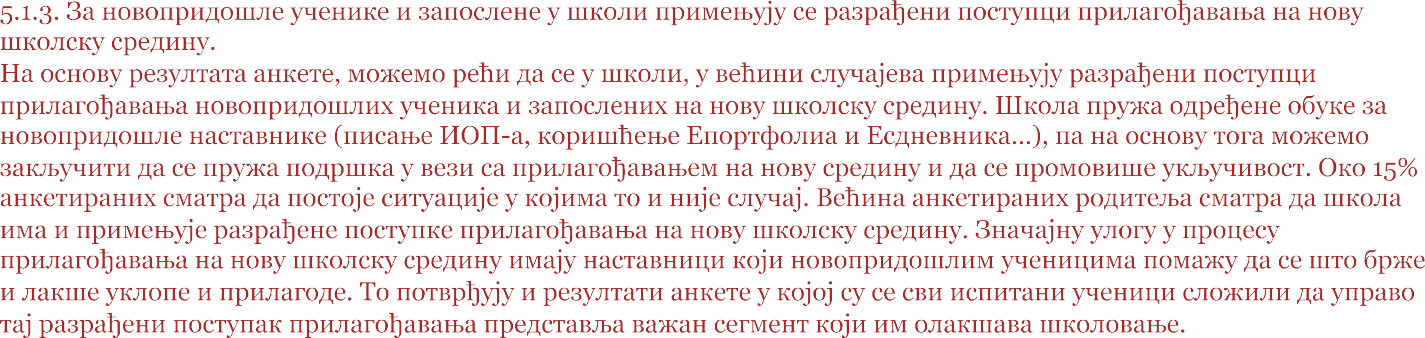 5.1.3. За новопридошле ученике и запослене у школи примењују се разрађени поступци прилагођавања на нову
школску средину.
На основу резултата анкете, можемо рећи да се у школи, у већини случајева примењују разрађени поступци
прилагођавања новопридошлих ученика и запослених на нову школску средину. Школа пружа одређене обуке за
новопридошле наставнике (писање ИОП-а, коришћење Епортфолиа и Есдневника...), па на основу тога можемо
закључити да се пружа подршка у вези са прилагођавањем на нову средину и да се промовише укључивост. Око 15%
анкетираних сматра да постоје ситуације у којима то и није случај. Већина анкетираних родитеља сматра да школа
има и примењује разрађене поступке прилагођавања на нову школску средину. Значајну улогу у процесу
прилагођавања на нову школску средину имају наставници који новопридошлим ученицима помажу да се што брже
и лакше уклопе и прилагоде. То потврђују и резултати анкете у којој су се сви испитани ученици сложили да управо
тај разрађени поступак прилагођавања представља важан сегмент који им олакшава школовање.